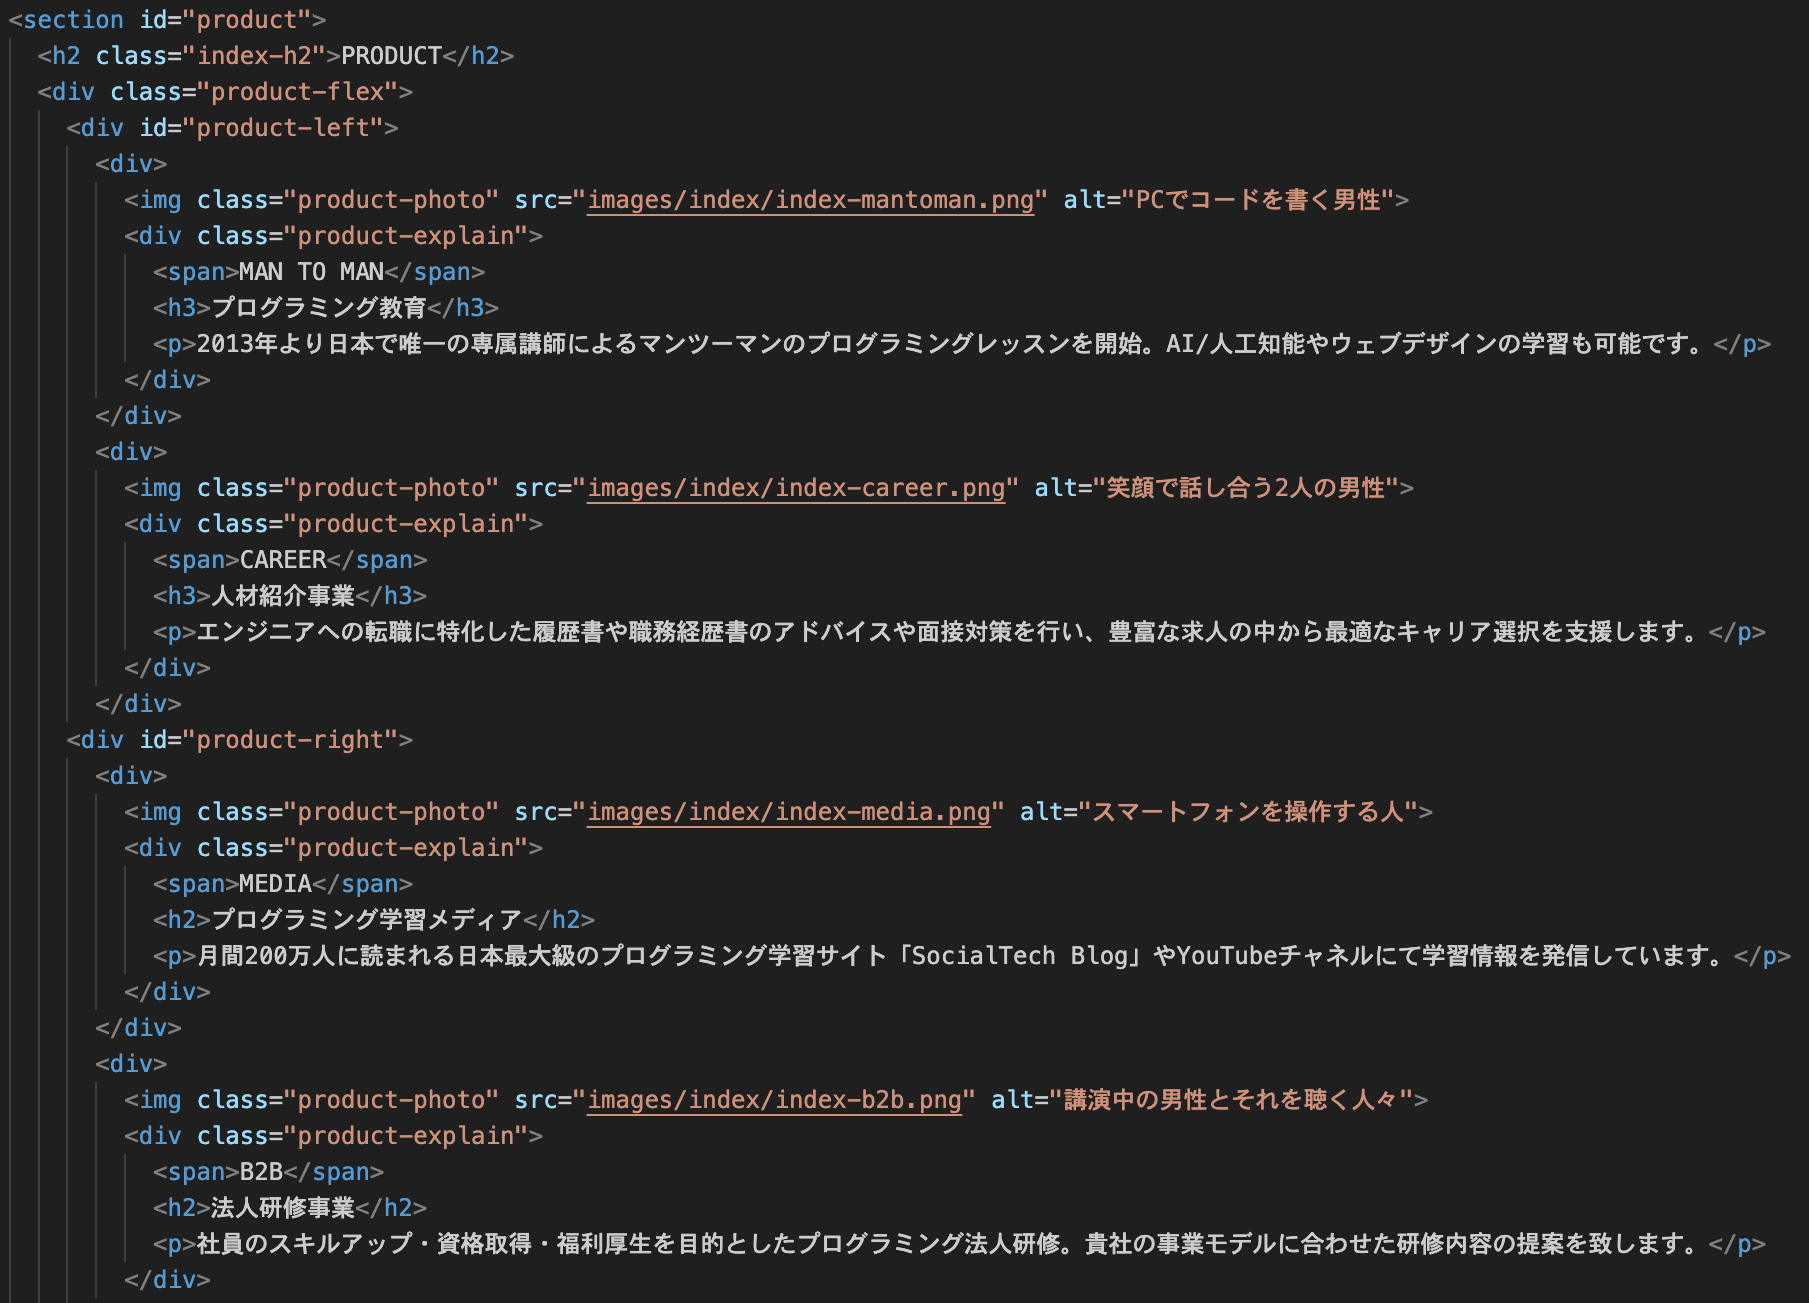 <section id="product">
<h2 class="index-h2">PRODUCT</h2>
<div class="product-flex">
<div id="product-left">
<div>
<img class="product-photo" src="images/index/index-mantoman.png" alt="PCでコードを書く男性">
<div class="product-explain">
<span>MAN TO MAN</span>
<h3>プログラミング教育</h3>
<p>2013年より日本で唯一の専属講師によるマンツーマンのプログラミングレッスンを開始。AI/人工知能やウェブデザインの学習も可能です。</p>
</div>
</div>
<div>
<img class="product-photo" src="images/index/index-career.png" alt="笑顔で話し合う2人の男性">
<div class="product-explain">
<span>CAREER</span>
<h3>人材紹介事業</h3>
<p>エンジニアへの転職に特化した履歴書や職務経歴書のアドバイスや面接対策を行い、豊富な求人の中から最適なキャリア選択を支援します。</p>
</div>
</div>
<div id="product-right">
<div>
<img class="product-photo" src="images/index/index-media.png" alt="スマートフォンを操作する人">
<div class="product-explain">
<span>MEDIA</span>
<h2>プログラミング学習メディア</h2>
<p>月間200万人に読まれる日本最大級のプログラミング学習サイト「SocialTech Blog」やYouTubeチャネルにて学習情報を発信しています。</p>
</div>
</div>
<div>
<img class="product-photo" src="images/index/index-b2b.png" alt="講演中の男性とそれを聴く人々">
<div class="product-explain">
<span>B2B</span>
<h2>法人研修事業</h2>
<p>社員のスキルアップ・資格取得・福利厚生を目的としたプログラミング法人研修。貴社の事業モデルに合わせた研修内容の提案を致します。</p>
</div>